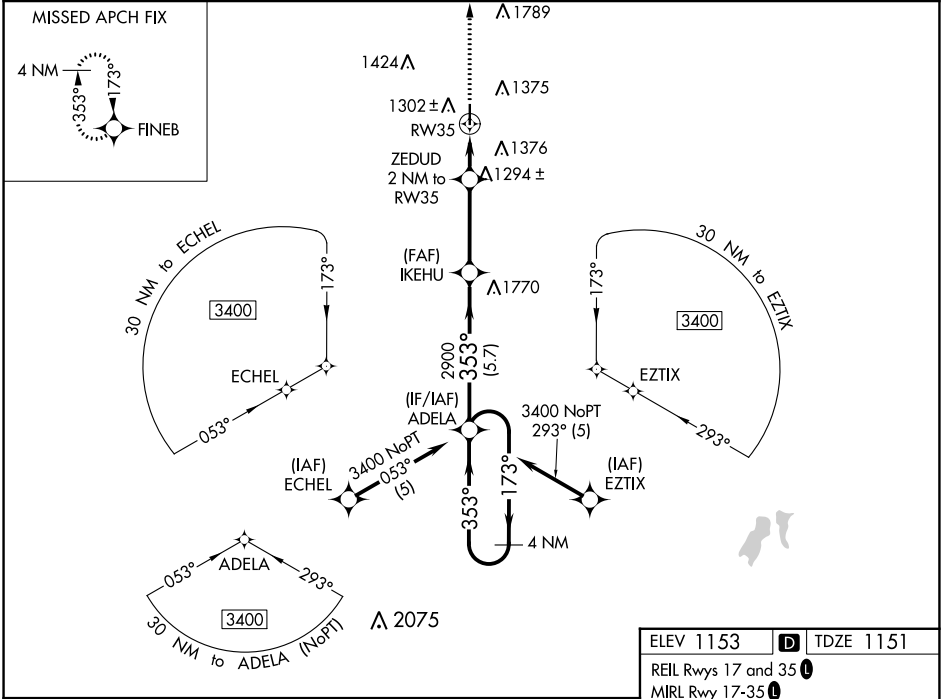 MISSED APCH FIX
4 NM
353°
173°
FINEB
1789
1424
1375
1302 ±
RW35
1376
ZEDUD
2 NM to
RW35
1294 ±
(FAF)
IKEHU
1770
30 NM to ECHEL
173°
3400
ECHEL
053°
30 NM to EZTIX
173°
3400
EZTIX
293°
2900
353°
(5.7)
(IF/IAF)
ADELA
3400 NoPT
293° (5)
(IAF)
ECHEL
3400 NoPT
053°
(5)
(IAF)
EZTIX
353°
173°
4 NM
ADELA
053°
293°
3400
30 NM to ADELA (NoPT)
2075
ELEV 1153 D TDZE 1151
REIL Rwys 17 and 35 L
MIRL Rwy 17-35 L